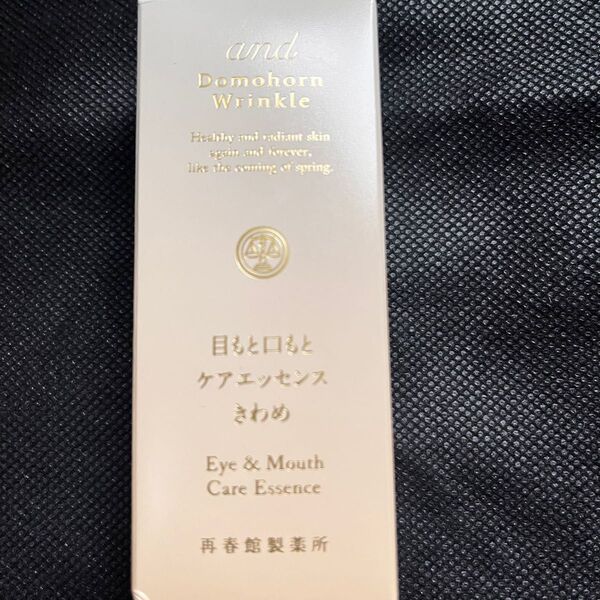 and
Domohorn
Wrinkle
Healthy and radiant skin
again and forever,
like the coming of spring.
目もと口もと
ケアエッセンス
きわめ
Eye & Mouth
Care Essence
再春館製薬所